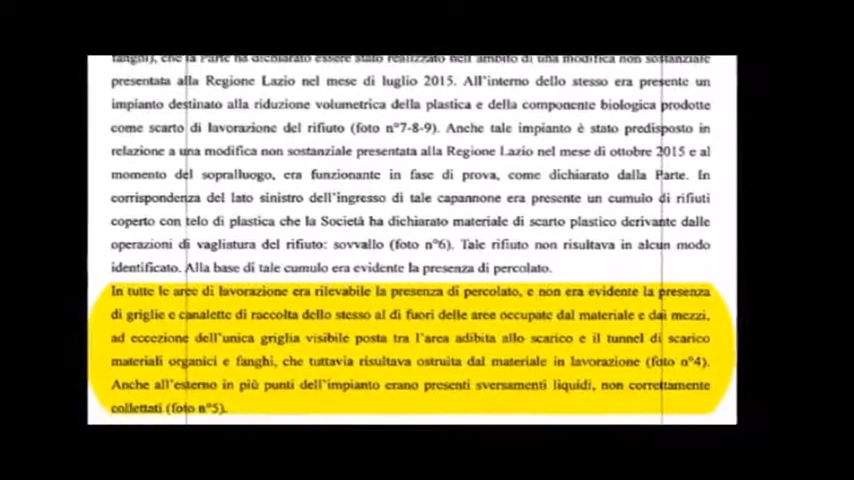 fanghi), che la Parte ha dichiarato essere stato realizzato nell'ambito di una modifica non sostanziale
presentata alla Regione Lazio nel mese di luglio 2015. All'interno dello stesso era presente un
impianto destinato alla riduzione volumetrica della plastica e della componente biologica prodotte
come scarto di lavorazione del rifiuto (foto n°7-8-9). Anche tale impianto è stato predisposto in
relazione a una modifica non sostanziale presentata alla Regione Lazio nel mese di ottobre 2015 e al
momento del sopralluogo, era funzionante in fase di prova, come dichiarato dalla Parte. In
corrispondenza del lato sinistro dell'ingresso di tale capannone era presente un cumulo di rifiuti
coperto con telo di plastica che la Società ha dichiarato materiale di scarto plastico derivante dalle
operazioni di vagliatura del rifiuto: sovvallo (foto n°6). Tale rifiuto non risultava in alcun modo
identificato. Alla base di tale cumulo era evidente la presenza di percolato.
In tutte le aree di lavorazione era rilevabile la presenza di percolato, e non era evidente la presenza
di griglie e canalette di raccolta dello stesso al di fuori delle aree occupate dal materiale e dai mezzi,
ad eccezione dell'unica griglia visibile posta tra l'area adibita allo scarico e il tunnel di scarico
materiali organici e fanghi, che tuttavia risultava ostruita dal materiale in lavorazione (foto n°4).
Anche all'esterno in più punti dell'impianto erano presenti sversamenti liquidi, non correttamente
collettati (foto n°5).